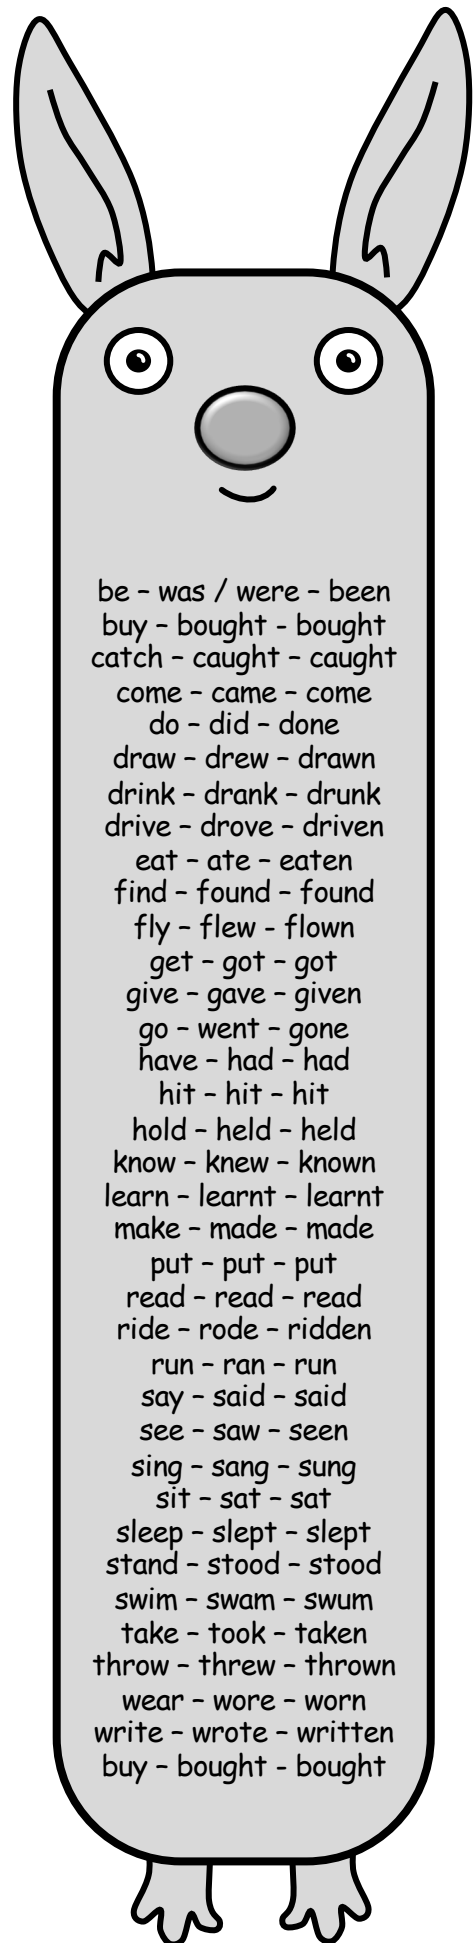 be – was / were – been
buy – bought - bought
catch – caught – caught
come – came – come
do – did – done
draw – drew – drawn
drink – drank – drunk
drive – drove – driven
eat – ate – eaten
find – found – found
fly – flew - flown
get – got – got
give – gave – given
go – went – gone
have – had – had
hit – hit – hit
hold – held – held
know – knew – known
learn – learnt – learnt
make – made – made
put – put – put
read – read – read
ride – rode – ridden
run – ran – run
say – said – said
see – saw – seen
sing – sang – sung
sit – sat – sat
sleep – slept – slept
stand – stood – stood
swim – swam – swum
take – took – taken
throw – threw – thrown
wear – wore – worn
write – wrote – written
buy – bought - bought